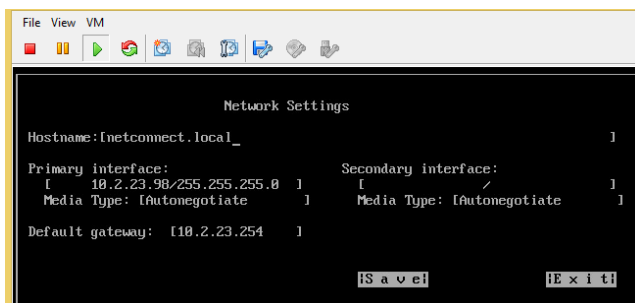 File View VM
Network Settings
Hostname:[netconnect.local_ ]
Primary interface: Secondary interface:
[ 10.2.23.98/255.255.255.0 ] [ / ]
Media Type: [Autonegotiate ] Media Type: [Autonegotiate ]
Default gateway: [10.2.23.254 ]
|S a v e| |E x i t|